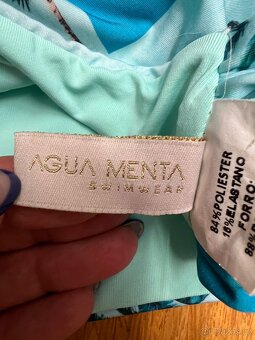 AGUA MENTA
SWIMWEAR
84%POLIESTER
16%ELASTANO
FORRO: